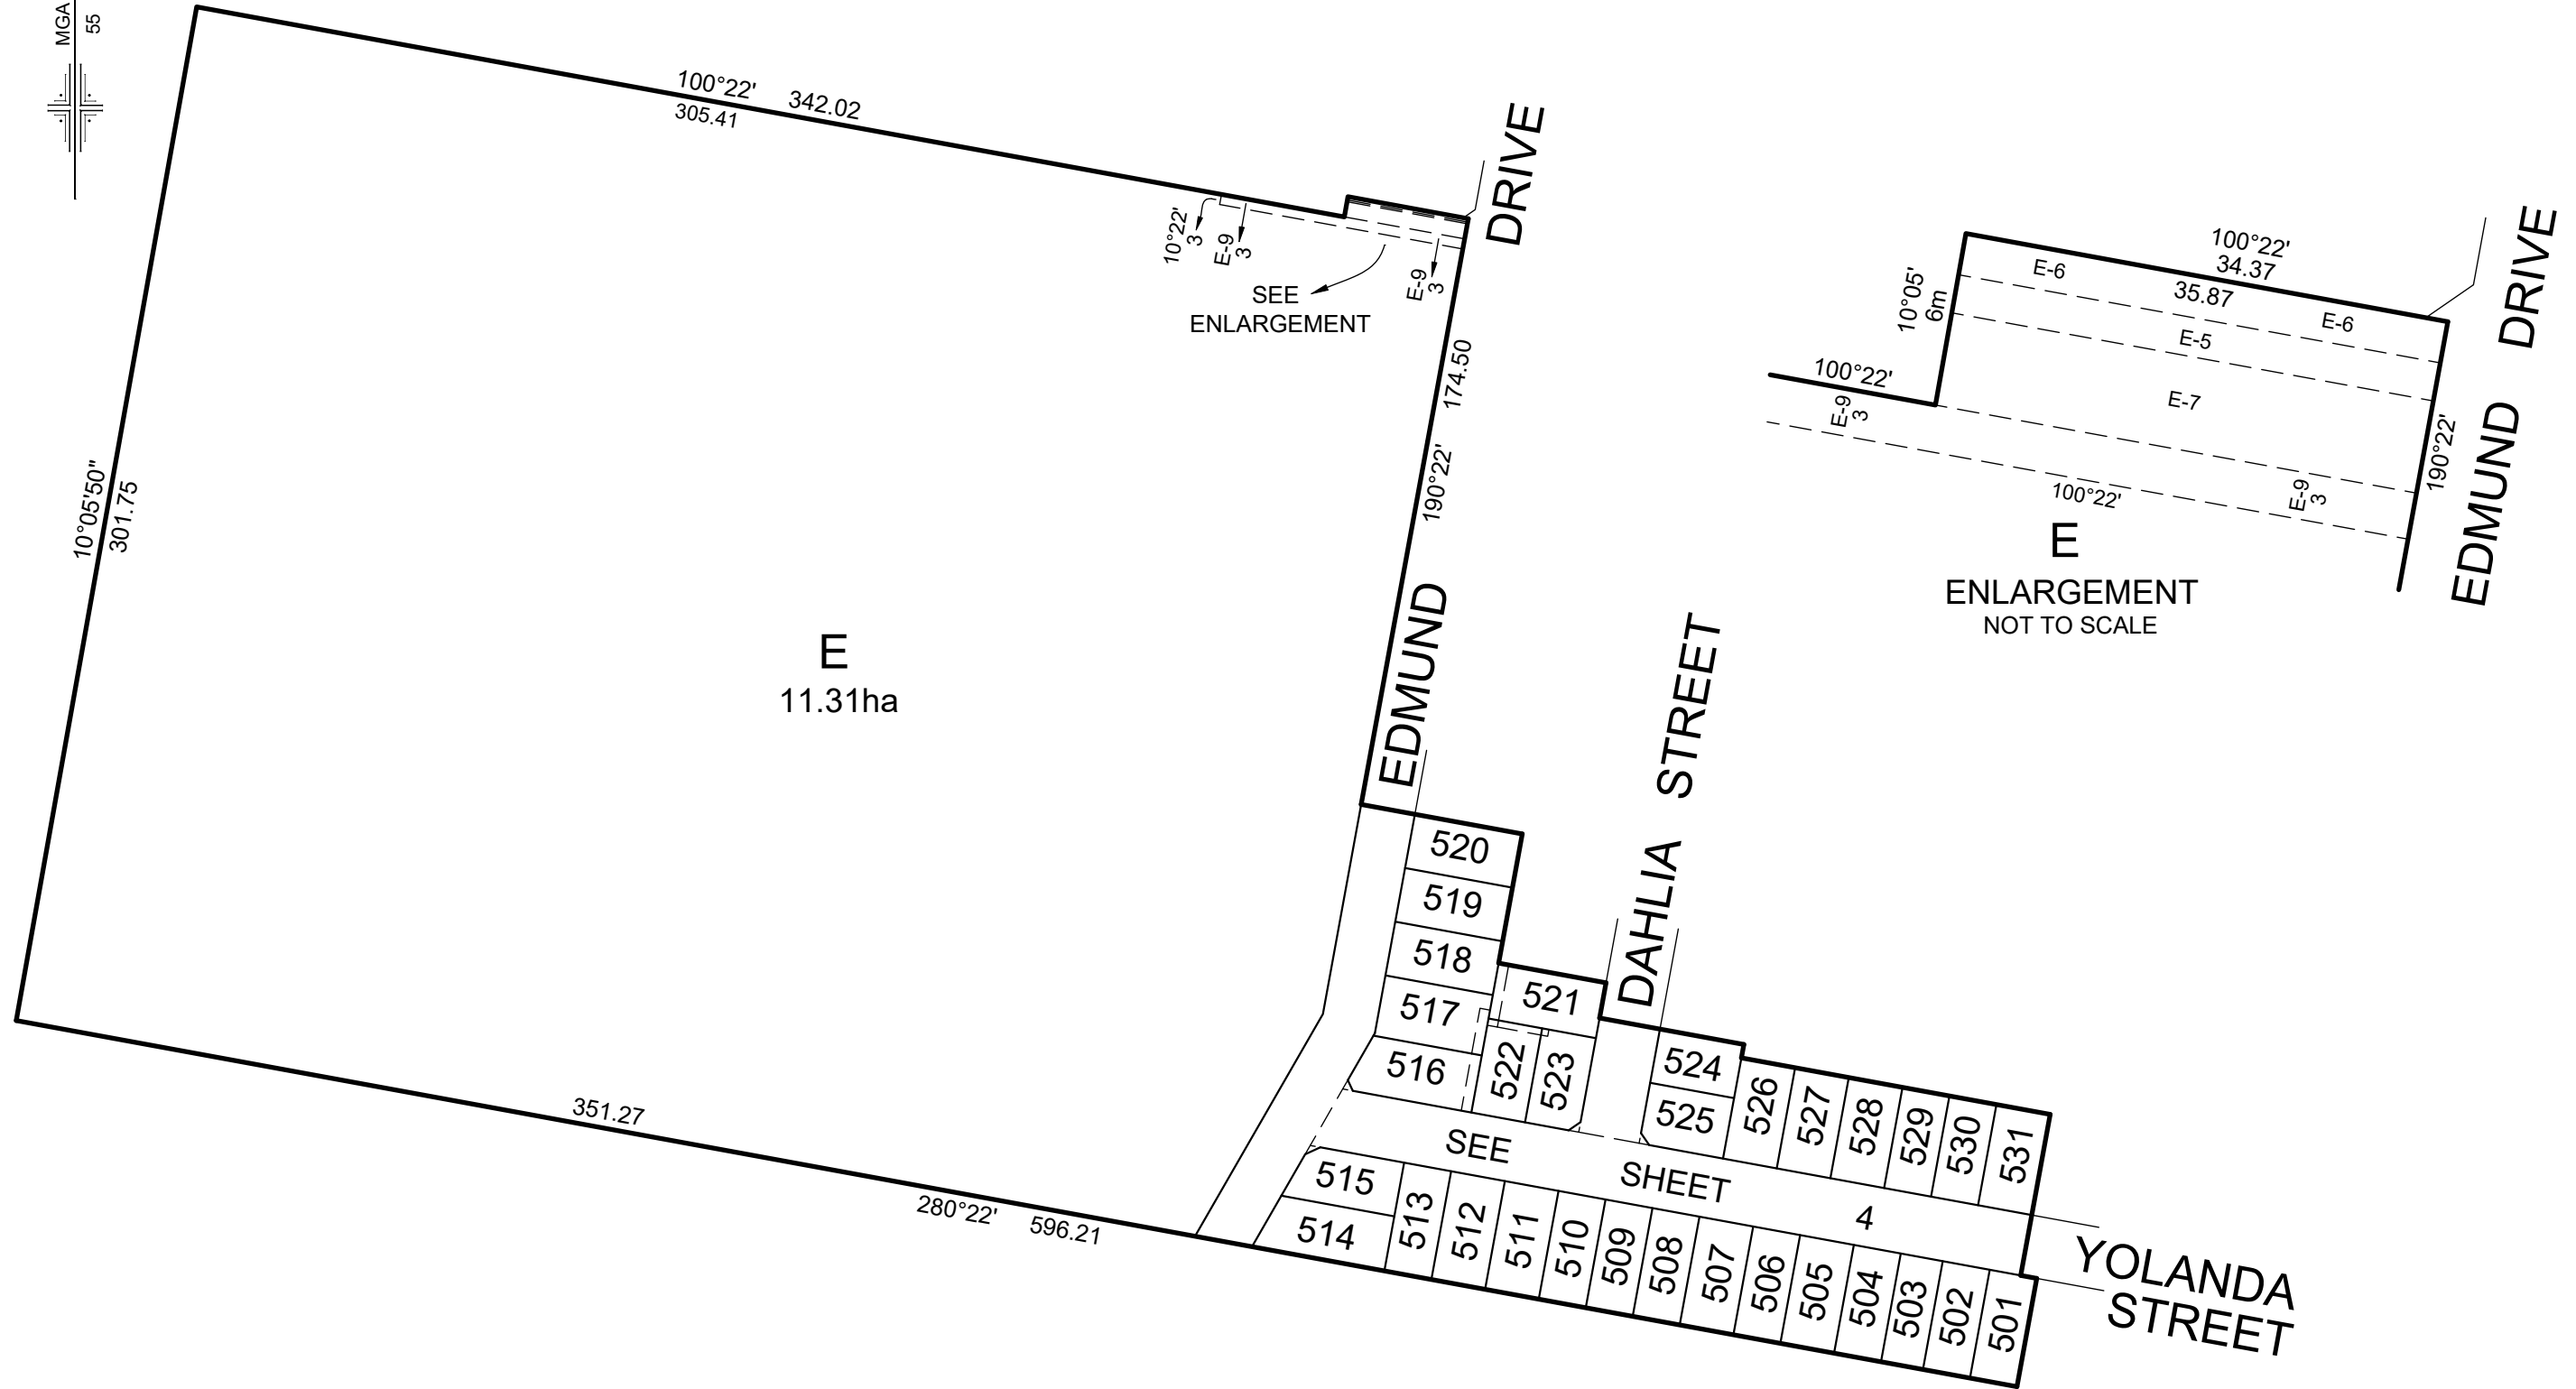 MGA
55
100°22' 342.02
305.41
10°22'
3
E-9
3
E-9
3
SEE
ENLARGEMENT
EDMUND DRIVE
174.50
190°22'
10°05'50"
301.75
E
11.31ha
351.27
280°22' 596.21
DAHLIA STREET
100°22'
34.37
35.87
E-6
E-6
E-5
E-7
10°05'
6m
100°22'
E-9
3
100°22'
E-9
3
190°22'
EDMUND DRIVE
E
ENLARGEMENT
NOT TO SCALE
520
519
518
517
516
521
522
523
524
525
526
527
528
529
530
531
SEE SHEET 4
515
514
513
512
511
510
509
508
507
506
505
504
503
502
501
YOLANDA
STREET